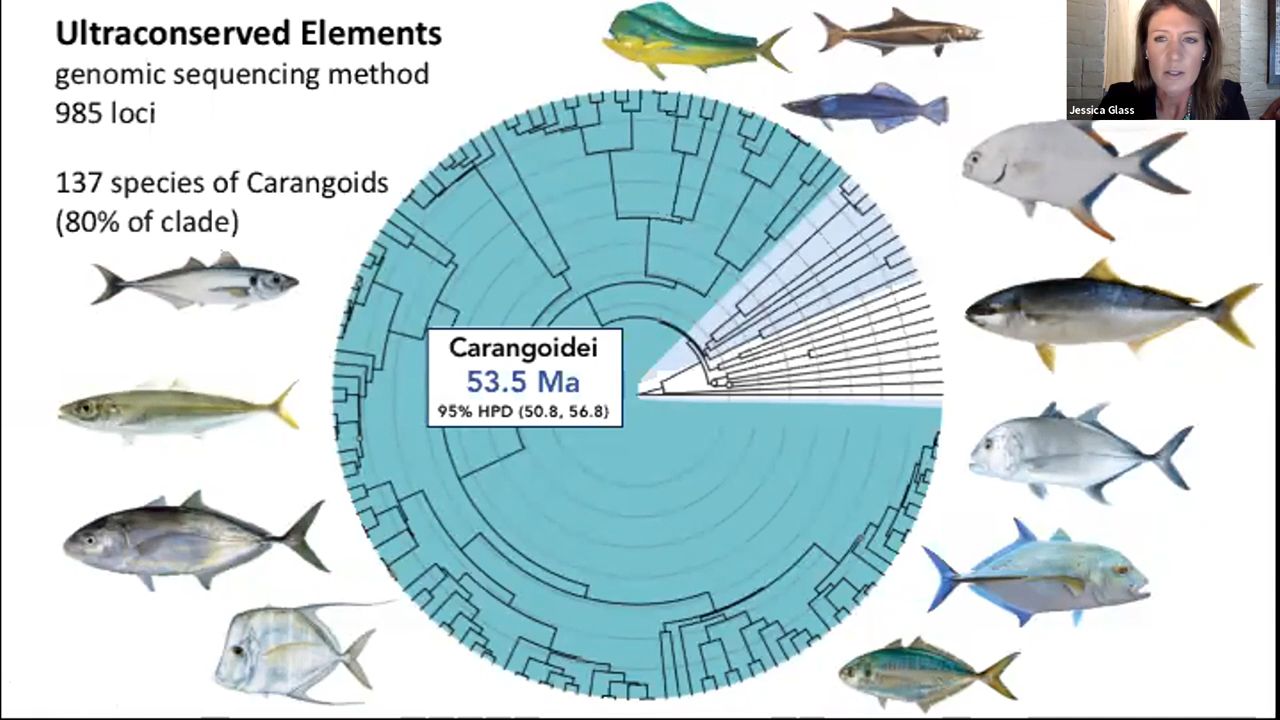 Ultraconserved Elements
genomic sequencing method
985 loci
137 species of Carangoids
(80% of clade)
Jessica Glass
Carangoidei
53.5 Ma
95% HPD (50.8, 56.8)